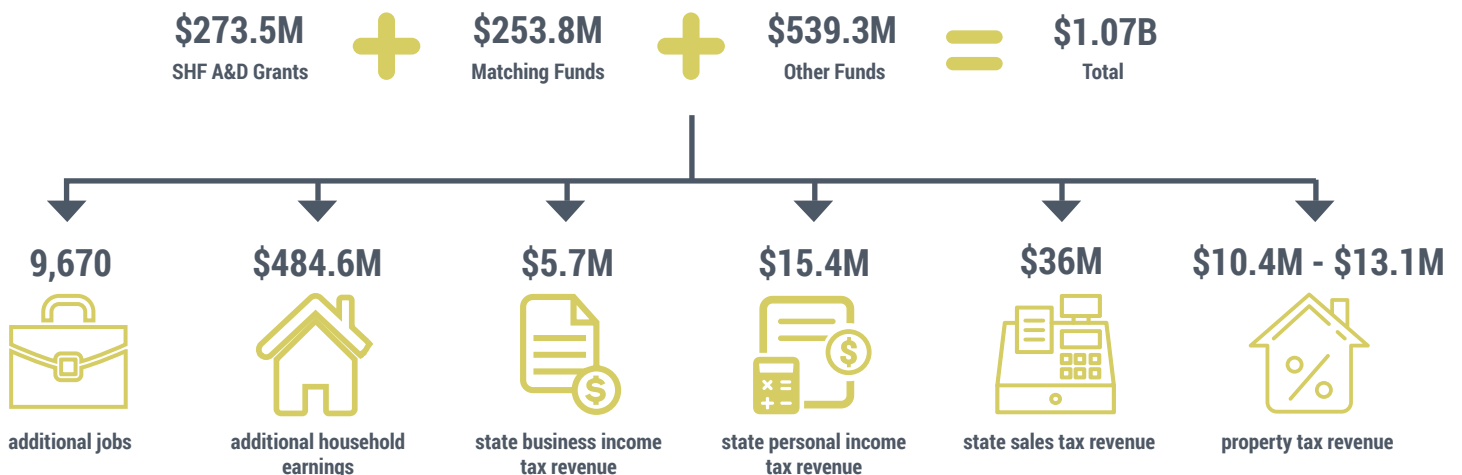 $273.5M
SHF A&D Grants
$253.8M
Matching Funds
$539.3M
Other Funds
$1.07B
Total
9,670
additional jobs
$484.6M
additional household
earnings
$5.7M
state business income
tax revenue
$15.4M
state personal income
tax revenue
$36M
state sales tax revenue
$10.4M - $13.1M
property tax revenue